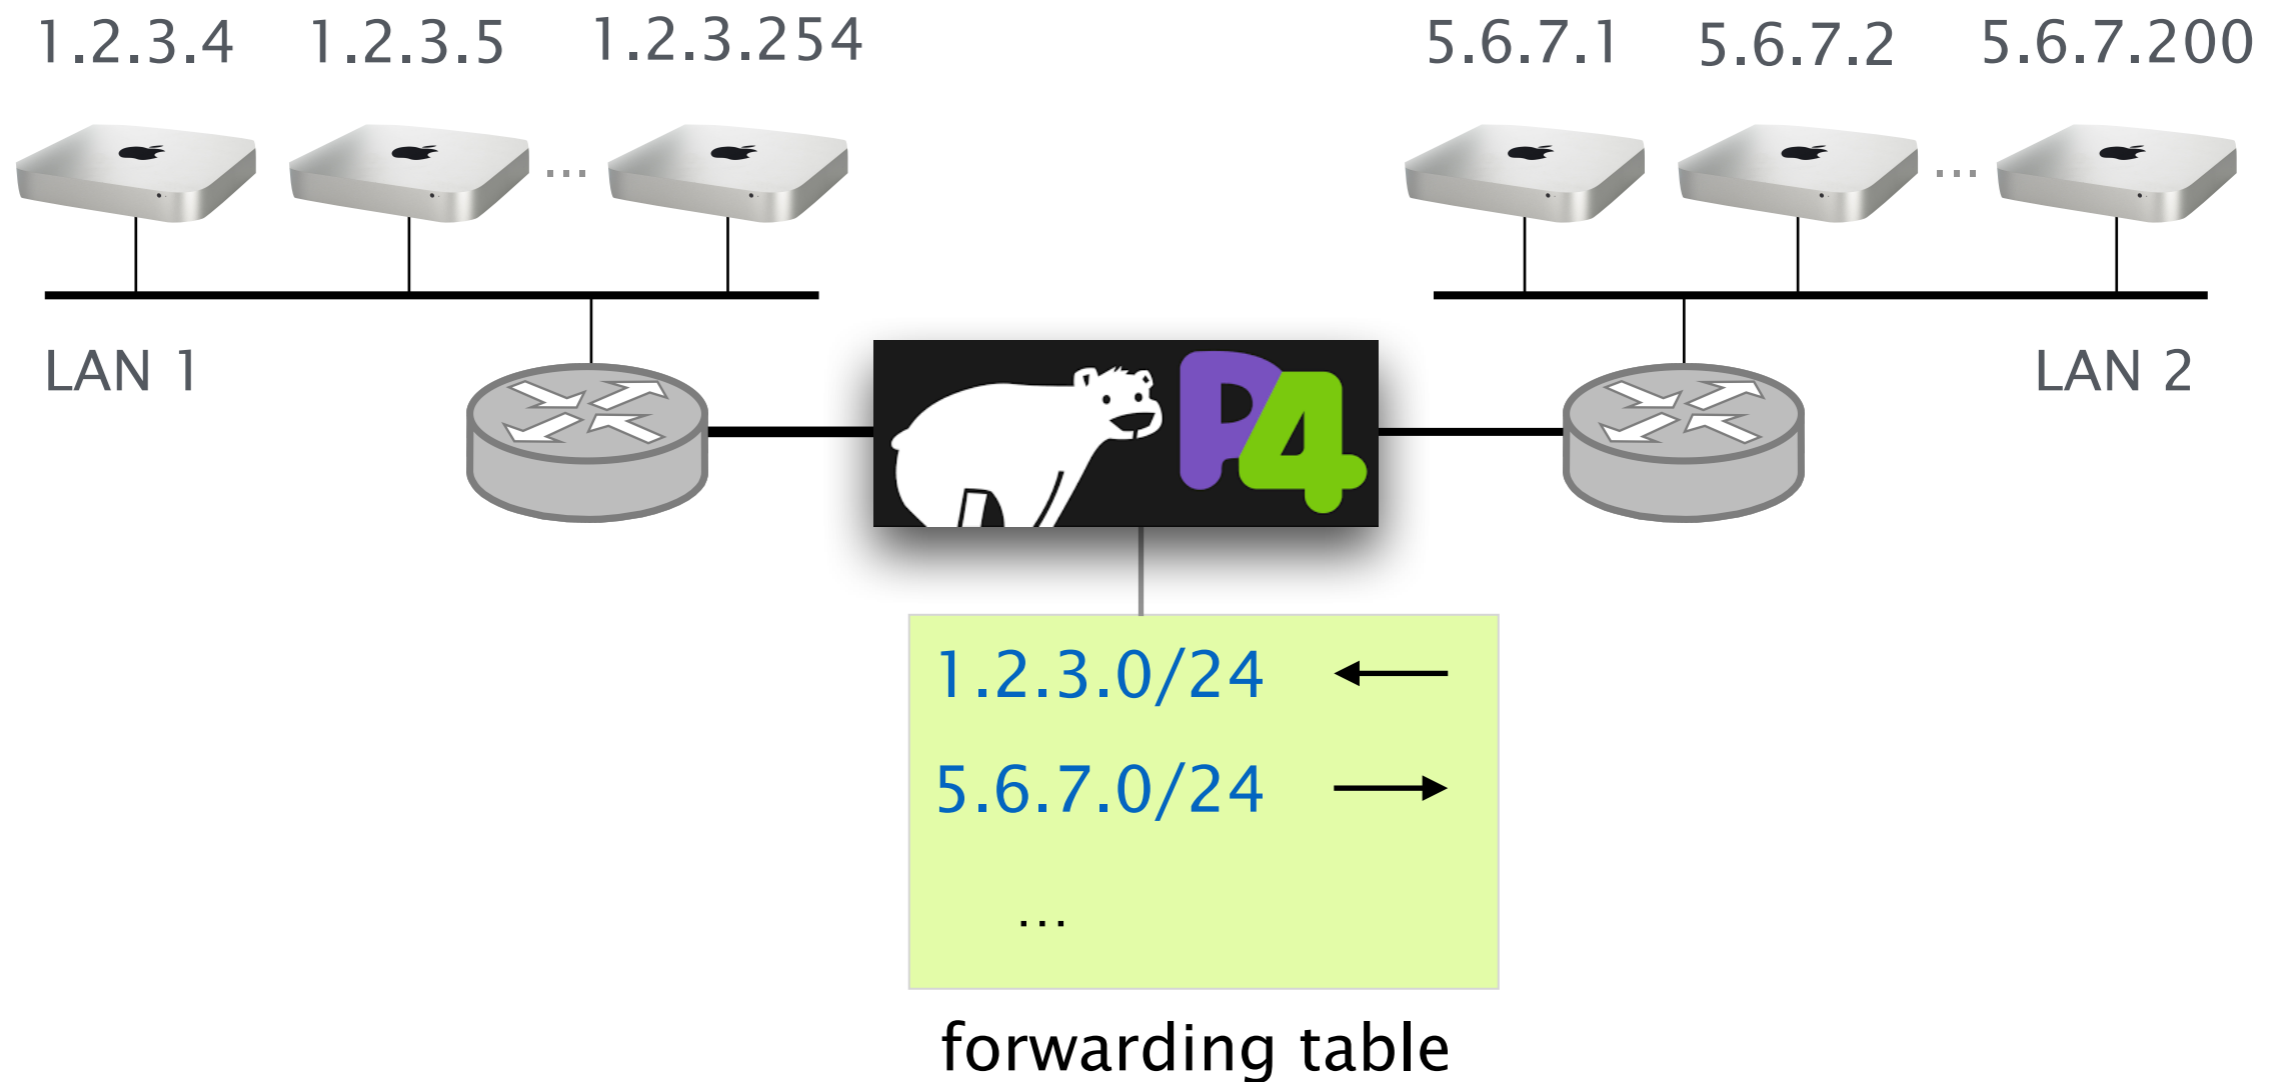 1.2.3.4 1.2.3.5 1.2.3.254 5.6.7.1 5.6.7.2 5.6.7.200
... ...
LAN 1 LAN 2
P4
1.2.3.0/24 ←
5.6.7.0/24 →
...
forwarding table